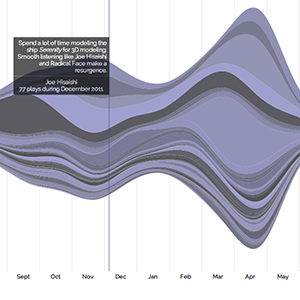 Spend a lot of time modeling the
ship Serenity for 3D modeling.
Smooth listening like Joe Hisaishi
and Radical Face make a
resurgence.
Joe Hisaishi
77 plays during December 2011.
Sept Oct Nov Dec Jan Feb Mar Apr May